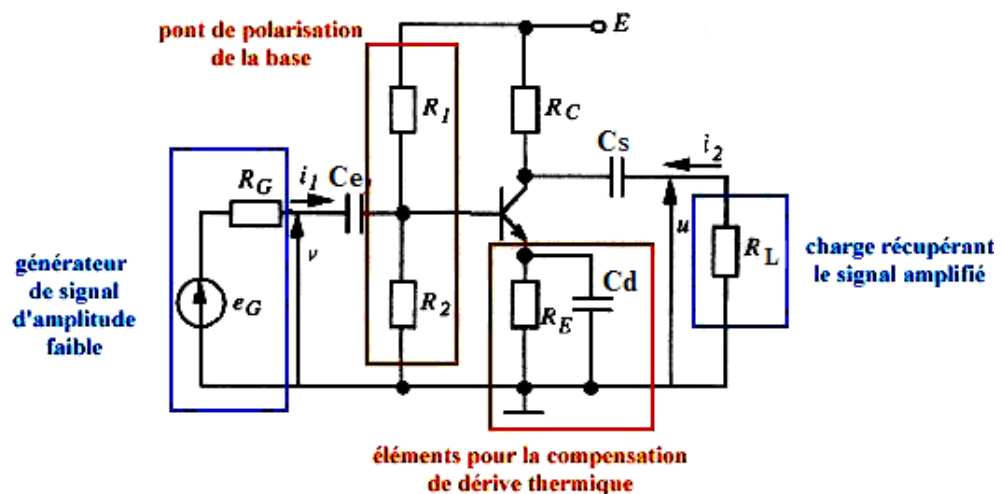 pont de polarisation
de la base
E
R1
RC
Cs
i2
RG
i1
Ce
générateur
de signal
d'amplitude
faible
eG
v
R2
RE
Cd
u
RL
charge récupérant
le signal amplifié
éléments pour la compensation
de dérive thermique